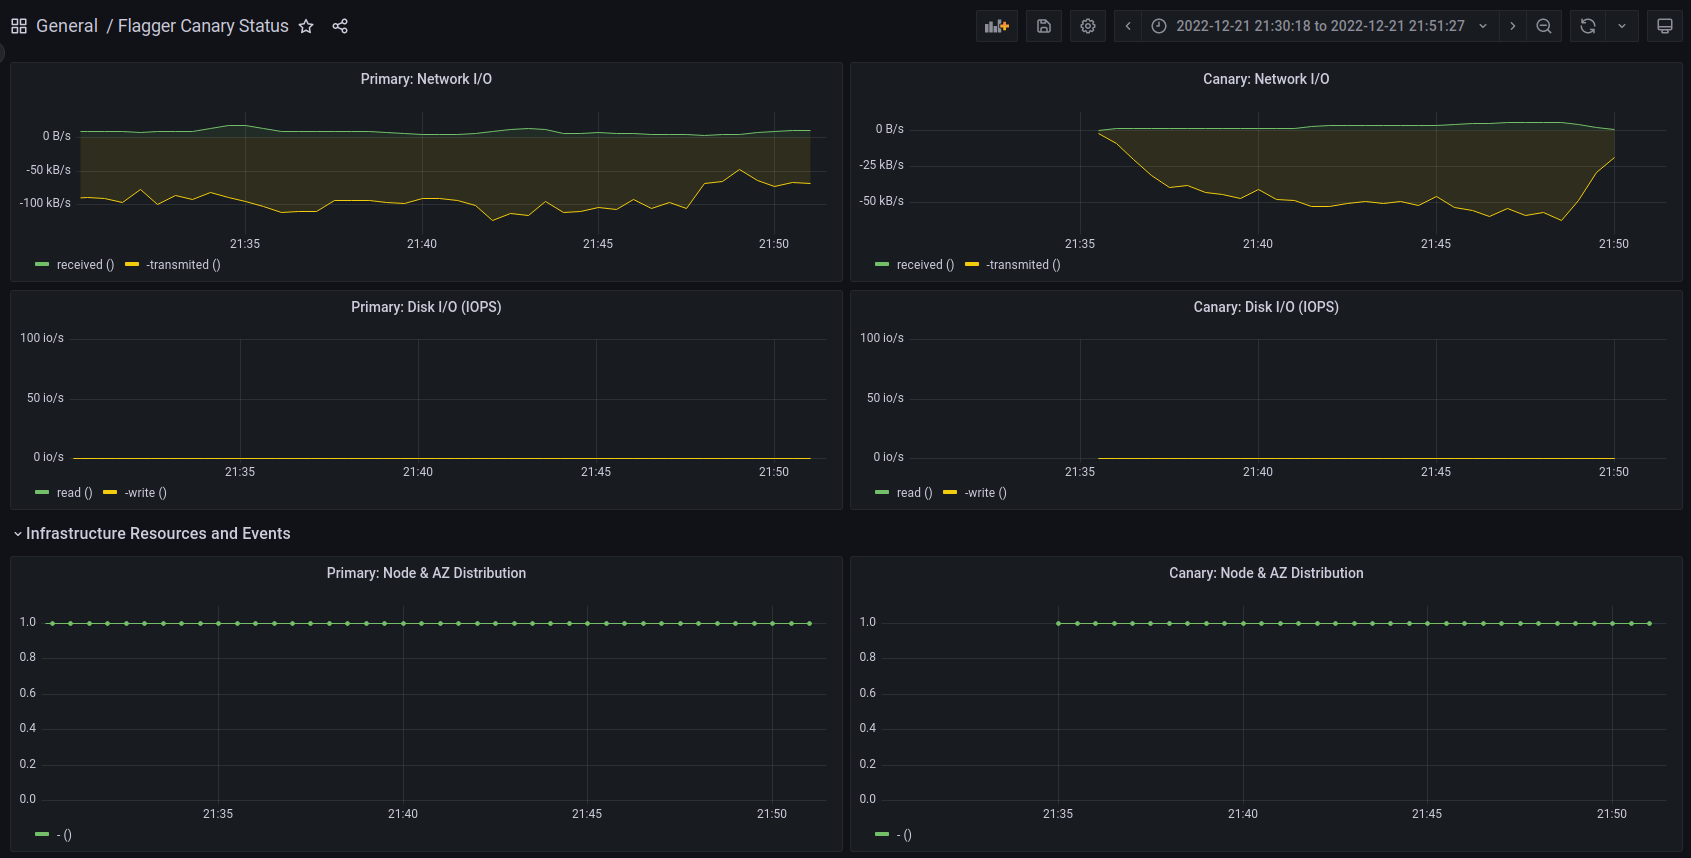 General / Flagger Canary Status
2022-12-21 21:30:18 to 2022-12-21 21:51:27
Primary: Network I/O
0 B/s
-50 kB/s
-100 kB/s
21:35 21:40 21:45 21:50
received () -transmited ()
Canary: Network I/O
0 B/s
-25 kB/s
-50 kB/s
21:35 21:40 21:45 21:50
received () -transmited ()
Primary: Disk I/O (IOPS)
100 io/s
50 io/s
0 io/s
21:35 21:40 21:45 21:50
read () -write ()
Canary: Disk I/O (IOPS)
100 io/s
50 io/s
0 io/s
21:35 21:40 21:45 21:50
read () -write ()
Infrastructure Resources and Events
Primary: Node & AZ Distribution
1.0
0.8
0.6
0.4
0.2
0.0
21:35 21:40 21:45 21:50
- ()
Canary: Node & AZ Distribution
1.0
0.8
0.6
0.4
0.2
0.0
21:35 21:40 21:45 21:50
- ()